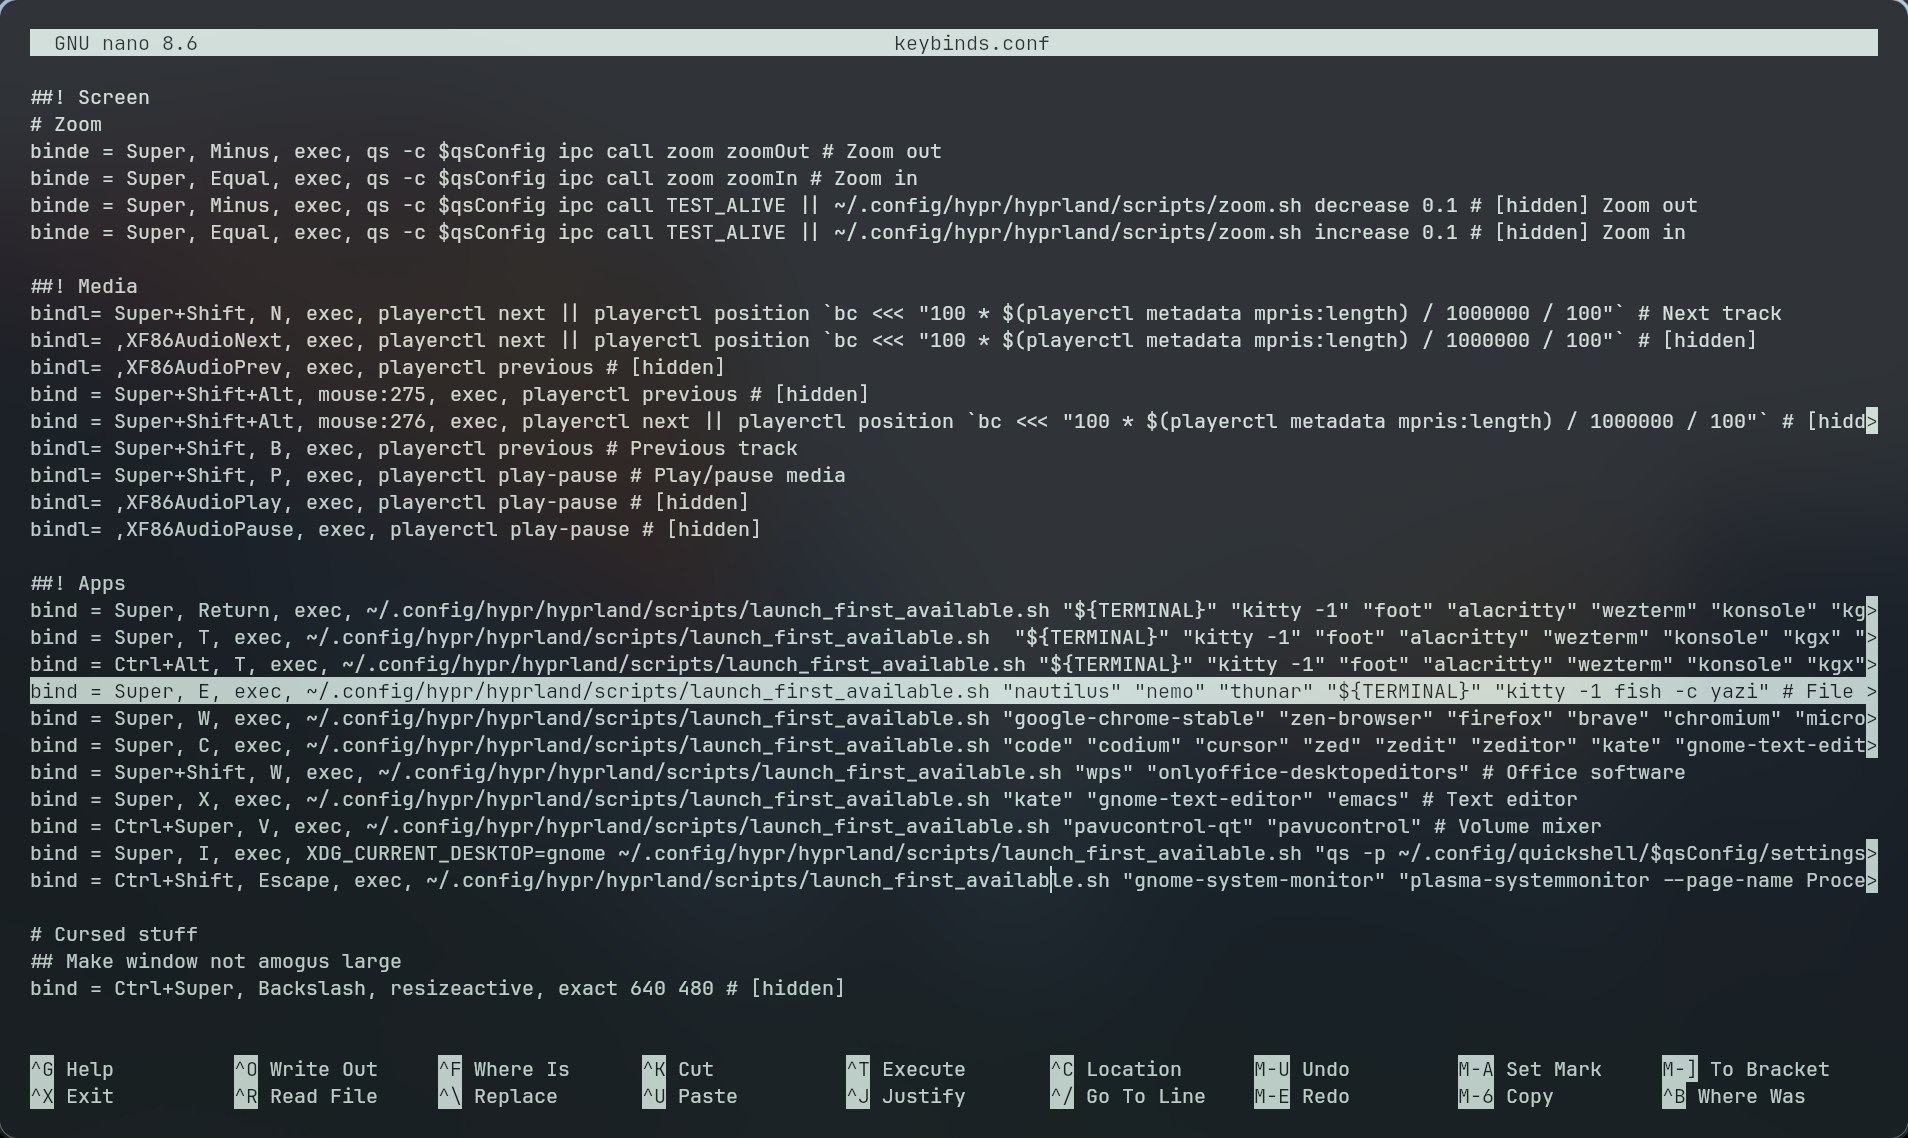 GNU nano 8.6 keybinds.conf
##! Screen
# Zoom
binde = Super, Minus, exec, qs -c $qsConfig ipc call zoom zoomOut # Zoom out
binde = Super, Equal, exec, qs -c $qsConfig ipc call zoom zoomIn # Zoom in
binde = Super, Minus, exec, qs -c $qsConfig ipc call TEST_ALIVE || ~/.config/hypr/hyprland/scripts/zoom.sh decrease 0.1 # [hidden] Zoom out
binde = Super, Equal, exec, qs -c $qsConfig ipc call TEST_ALIVE || ~/.config/hypr/hyprland/scripts/zoom.sh increase 0.1 # [hidden] Zoom in
##! Media
bindl= Super+Shift, N, exec, playerctl next || playerctl position `bc <<< "100 * $(playerctl metadata mpris:length) / 1000000 / 100"` # Next track
bindl= ,XF86AudioNext, exec, playerctl next || playerctl position `bc <<< "100 * $(playerctl metadata mpris:length) / 1000000 / 100"` # [hidden]
bindl= ,XF86AudioPrev, exec, playerctl previous # [hidden]
bind = Super+Shift+Alt, mouse:275, exec, playerctl previous # [hidden]
bind = Super+Shift+Alt, mouse:276, exec, playerctl next || playerctl position `bc <<< "100 * $(playerctl metadata mpris:length) / 1000000 / 100"` # [hidd>
bindl= Super+Shift, B, exec, playerctl previous # Previous track
bindl= Super+Shift, P, exec, playerctl play-pause # Play/pause media
bindl= ,XF86AudioPlay, exec, playerctl play-pause # [hidden]
bindl= ,XF86AudioPause, exec, playerctl play-pause # [hidden]
##! Apps
bind = Super, Return, exec, ~/.config/hypr/hyprland/scripts/launch_first_available.sh "${TERMINAL}" "kitty -1" "foot" "alacritty" "wezterm" "konsole" "kg>
bind = Super, T, exec, ~/.config/hypr/hyprland/scripts/launch_first_available.sh  "${TERMINAL}" "kitty -1" "foot" "alacritty" "wezterm" "konsole" "kgx" ">
bind = Ctrl+Alt, T, exec, ~/.config/hypr/hyprland/scripts/launch_first_available.sh "${TERMINAL}" "kitty -1" "foot" "alacritty" "wezterm" "konsole" "kgx">
bind = Super, E, exec, ~/.config/hypr/hyprland/scripts/launch_first_available.sh "nautilus" "nemo" "thunar" "${TERMINAL}" "kitty -1 fish -c yazi" # File >
bind = Super, W, exec, ~/.config/hypr/hyprland/scripts/launch_first_available.sh "google-chrome-stable" "zen-browser" "firefox" "brave" "chromium" "micro>
bind = Super, C, exec, ~/.config/hypr/hyprland/scripts/launch_first_available.sh "code" "codium" "cursor" "zed" "zedit" "zeditor" "kate" "gnome-text-edit>
bind = Super+Shift, W, exec, ~/.config/hypr/hyprland/scripts/launch_first_available.sh "wps" "onlyoffice-desktopeditors" # Office software
bind = Super, X, exec, ~/.config/hypr/hyprland/scripts/launch_first_available.sh "kate" "gnome-text-editor" "emacs" # Text editor
bind = Ctrl+Super, V, exec, ~/.config/hypr/hyprland/scripts/launch_first_available.sh "pavucontrol-qt" "pavucontrol" # Volume mixer
bind = Super, I, exec, XDG_CURRENT_DESKTOP=gnome ~/.config/hypr/hyprland/scripts/launch_first_available.sh "qs -p ~/.config/quickshell/$qsConfig/settings>
bind = Ctrl+Shift, Escape, exec, ~/.config/hypr/hyprland/scripts/launch_first_available.sh "gnome-system-monitor" "plasma-systemmonitor --page-name Proce>
# Cursed stuff
## Make window not amogus large
bind = Ctrl+Super, Backslash, resizeactive, exact 640 480 # [hidden]
^G Help ^O Write Out ^F Where Is ^K Cut ^T Execute ^C Location M-U Undo M-A Set Mark M-] To Bracket
^X Exit ^R Read File ^\ Replace ^U Paste ^J Justify ^/ Go To Line M-E Redo M-6 Copy ^B Where Was